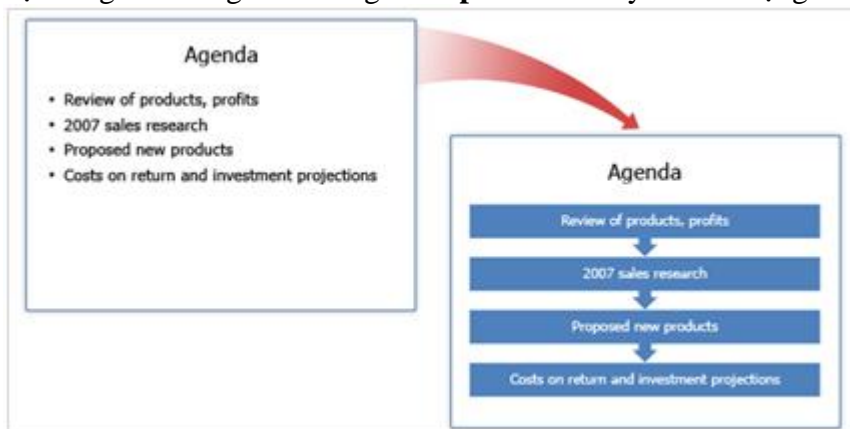 Agenda
• Review of products, profits
• 2007 sales research
• Proposed new products
• Costs on return and investment projections
Agenda
Review of products, profits
2007 sales research
Proposed new products
Costs on return and investment projections